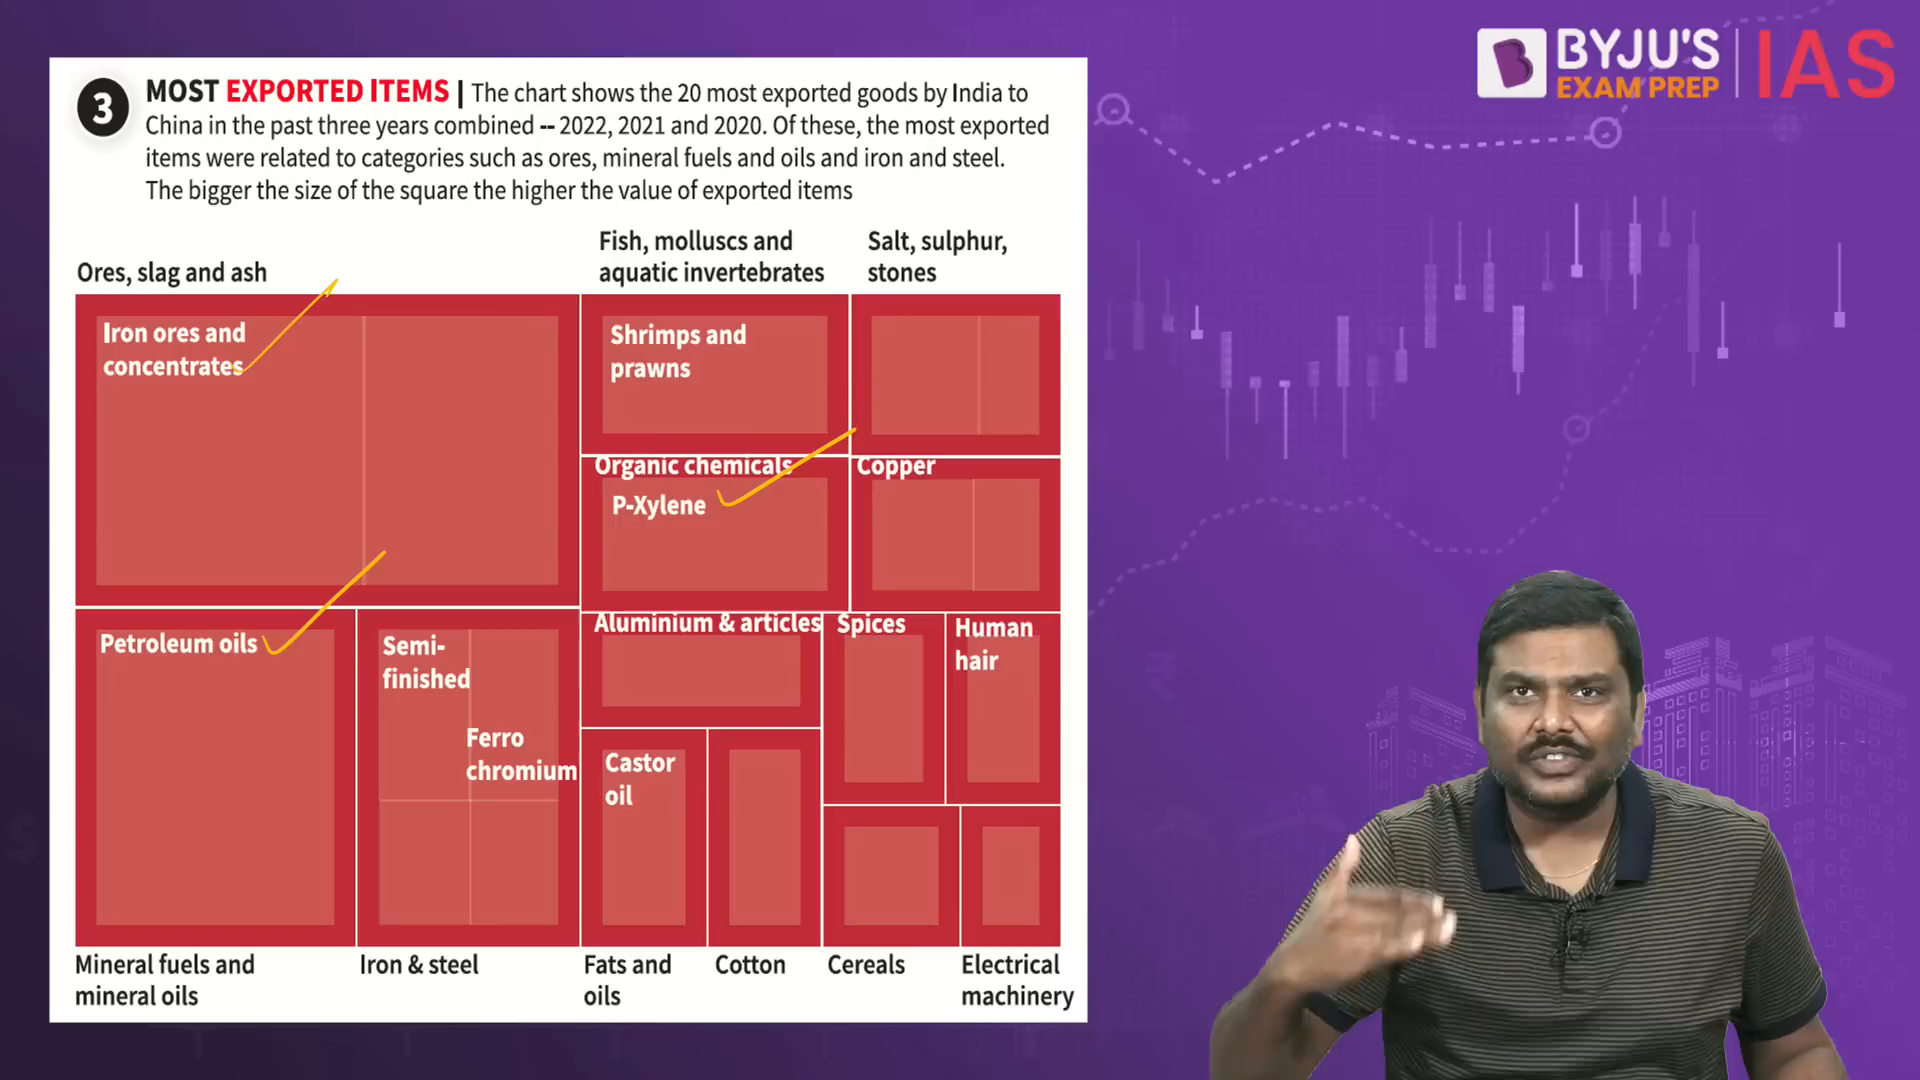 BYJU'S
EXAM PREP
IAS
3
MOST EXPORTED ITEMS | The chart shows the 20 most exported goods by India to
China in the past three years combined -- 2022, 2021 and 2020. Of these, the most exported
items were related to categories such as ores, mineral fuels and oils and iron and steel.
The bigger the size of the square the higher the value of exported items
Ores, slag and ash
Fish, molluscs and
aquatic invertebrates
Salt, sulphur,
stones
Iron ores and
concentrates
Shrimps and
prawns
Organic chemicals
P-Xylene
Copper
Petroleum oils
Semi-
finished
Ferro
chromium
Aluminium & articles
Spices
Human
hair
Castor
oil
Mineral fuels and
mineral oils
Iron & steel
Fats and
oils
Cotton
Cereals
Electrical
machinery